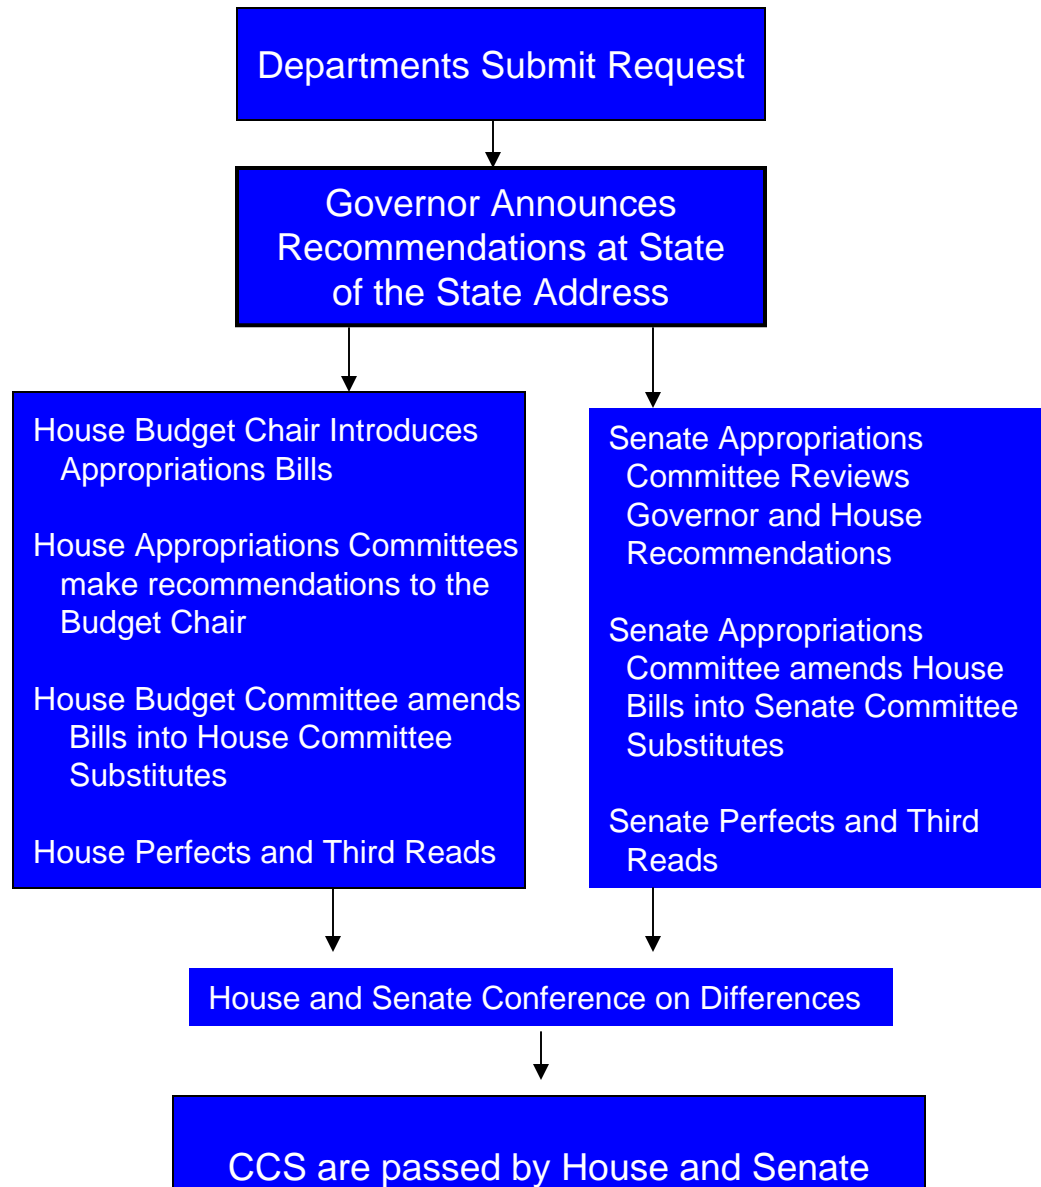 Departments Submit Request
Governor Announces
Recommendations at State
of the State Address
House Budget Chair Introduces
Appropriations Bills
House Appropriations Committees
make recommendations to the
Budget Chair
House Budget Committee amends
Bills into House Committee
Substitutes
House Perfects and Third Reads
Senate Appropriations
Committee Reviews
Governor and House
Recommendations
Senate Appropriations
Committee amends House
Bills into Senate Committee
Substitutes
Senate Perfects and Third
Reads
House and Senate Conference on Differences
CCS are passed by House and Senate